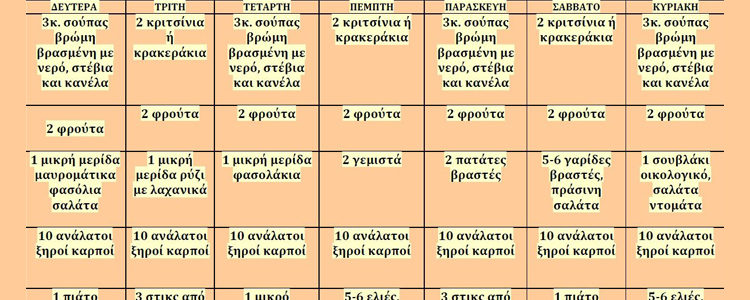 ΔΕΥΤΕΡΑ ΤΡΙΤΗ ΤΕΤΑΡΤΗ ΠΕΜΠΤΗ ΠΑΡΑΣΚΕΥΗ ΣΑΒΒΑΤΟ ΚΥΡΙΑΚΗ
3κ. σούπας 2 κριτσίνια 3κ. σούπας 2 κριτσίνια ή 3κ. σούπας 2 κριτσίνια ή 3κ. σούπας
βρώμη ή βρώμη κρακεράκια βρώμη κρακεράκια βρώμη
βρασμένη με κρακεράκια βρασμένη με βρασμένη με βρασμένη με
νερό, στέβια νερό, στέβια νερό, στέβια νερό, στέβια
και κανέλα και κανέλα και κανέλα και κανέλα
2 φρούτα 2 φρούτα 2 φρούτα 2 φρούτα 2 φρούτα 2 φρούτα
2 φρούτα
1 μικρή μερίδα 1 μικρή 1 μικρή μερίδα 2 γεμιστά 2 πατάτες 5-6 γαρίδες 1 σουβλάκι
μαυρομάτικα μερίδα ρύζι φασολάκια βραστές βραστές, οικολογικό,
φασόλια με λαχανικά πράσινη σαλάτα
σαλάτα σαλάτα ντομάτα
10 ανάλατοι 10 ανάλατοι 10 ανάλατοι 10 ανάλατοι 10 ανάλατοι 10 ανάλατοι 10 ανάλατοι
ξηροί καρποί ξηροί καρποί ξηροί καρποί ξηροί καρποί ξηροί καρποί ξηροί καρποί ξηροί καρποί
1 πιάτο 3 στικς από 1 μικρό 5-6 ελιές, 3 στικς από 1 πιάτο 5-6 ελιές,